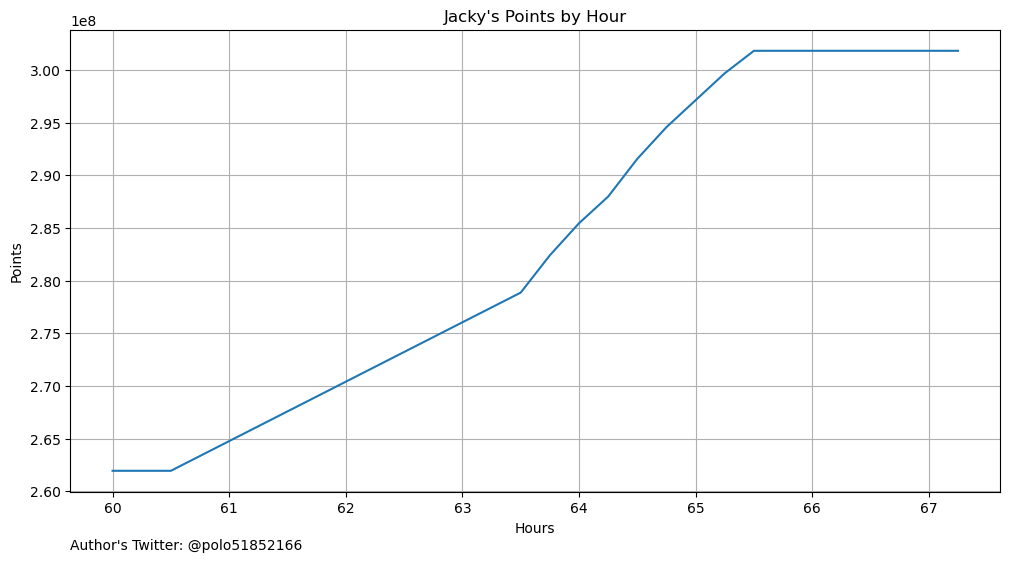 Jacky's Points by Hour
1e8
3.00
2.95
2.90
2.85
2.80
2.75
2.70
2.65
2.60
Points
60 61 62 63 64 65 66 67
Hours
Author's Twitter: @polo51852166